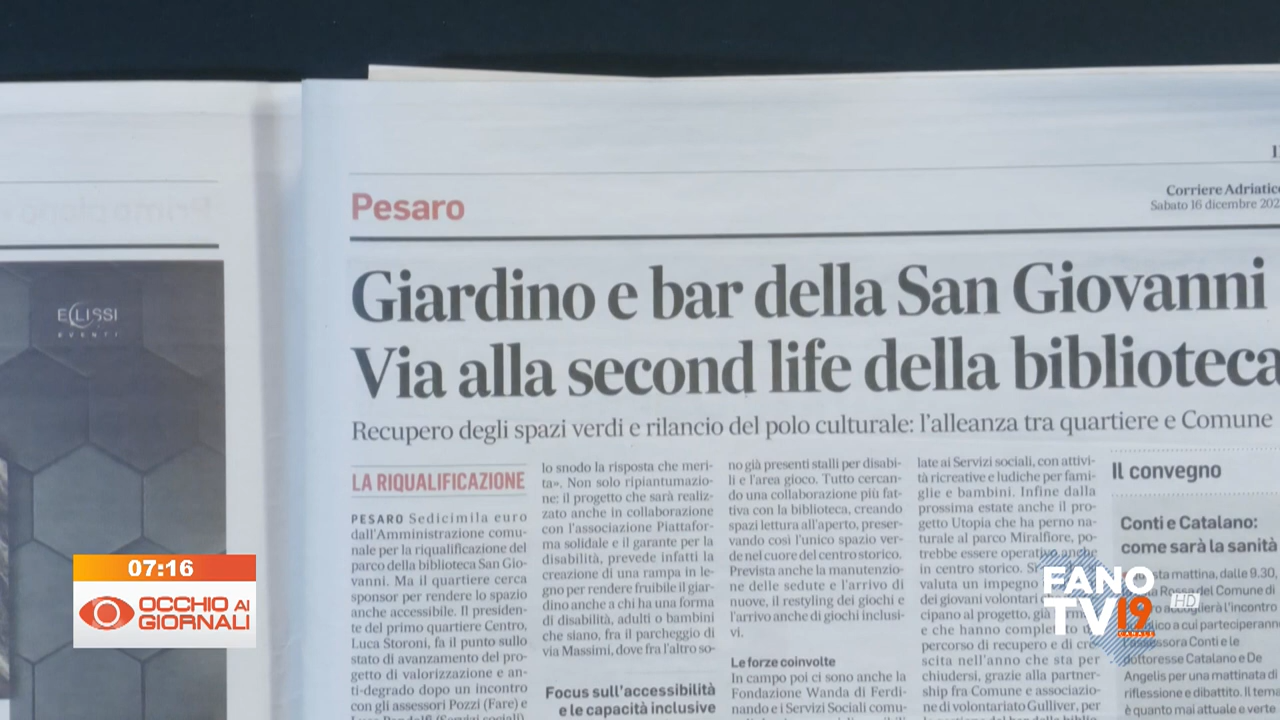 Pesaro
Corriere Adriatico
Sabato 16 dicembre 202
Giardino e bar della San Giovanni
Via alla second life della biblioteca
Recupero degli spazi verdi e rilancio del polo culturale: l'alleanza tra quartiere e Comune
LA RIQUALIFICAZIONE
PESARO Sedicimila euro
dall'Amministrazione comu-
nale per la riqualificazione del
parco della biblioteca San Gio-
vanni. Ma il quartiere cerca
sponsor per rendere lo spazio
anche accessibile. Il presiden-
te del primo quartiere Centro,
Luca Storoni, fa il punto sullo
stato di avanzamento del pro-
getto di valorizzazione e an-
ti-degrado dopo un incontro
con gli assessori Pozzi (Fare) e
lo snodo la risposta che meri-
ta». Non solo ripiantumazio-
ne: il progetto che sarà realiz-
zato anche in collaborazione
con l'associazione Piattafor-
ma solidale e il garante per la
disabilità, prevede infatti la
creazione di una rampa in le-
gno per rendere fruibile il giar-
dino anche a chi ha una forma
di disabilità, adulti o bambini
che siano, fra il parcheggio di
via Massimi, dove fra l'altro so-
Focus sull'accessibilità
e le capacità inclusive
no già presenti stalli per disabi-
li e l'area gioco. Tutto cercan-
do una collaborazione più fat-
tiva con la biblioteca, creando
spazi lettura all'aperto, preser-
vando così l'unico spazio ver-
de nel cuore del centro storico.
Prevista anche la manutenzio-
ne delle sedute e l'arrivo di
nuove, il restyling dei giochi e
l'arrivo anche di giochi inclusi-
vi.
Le forze coinvolte
In campo poi ci sono anche la
Fondazione Wanda di Ferdi-
nando e i Servizi Sociali comu-
late ai Servizi sociali, con attivi-
tà ricreative e ludiche per fami-
glie e bambini. Infine dalla
prossima estate anche il pro-
getto Utopia che ha perno na-
turale al parco Miralfiore, po-
trebbe essere operativo anche
in centro storico.
valuta un impegno
dei giovani volontari
cipano al progetto, già
e che hanno completo
percorso di recupero e di cre-
scita nell'anno che sta per
chiudersi, grazie alla partner-
ship fra Comune e associazio-
ne di volontariato Gulliver, per
Il convegno
Conti e Catalano:
come sarà la sanità
mattina, dalle 9.30,
del Comune di
l'incontro
a cui parteciperanno
l'assessora Conti e le
dottoresse Catalano e De
Angelis per una mattinata di
riflessione e dibattito. Il tema
è quanto mai attuale e verte
ECLISSI
EVENTI
07:16
OCCHIO AI
GIORNALI
FANO
TV 19 HD
CANALE